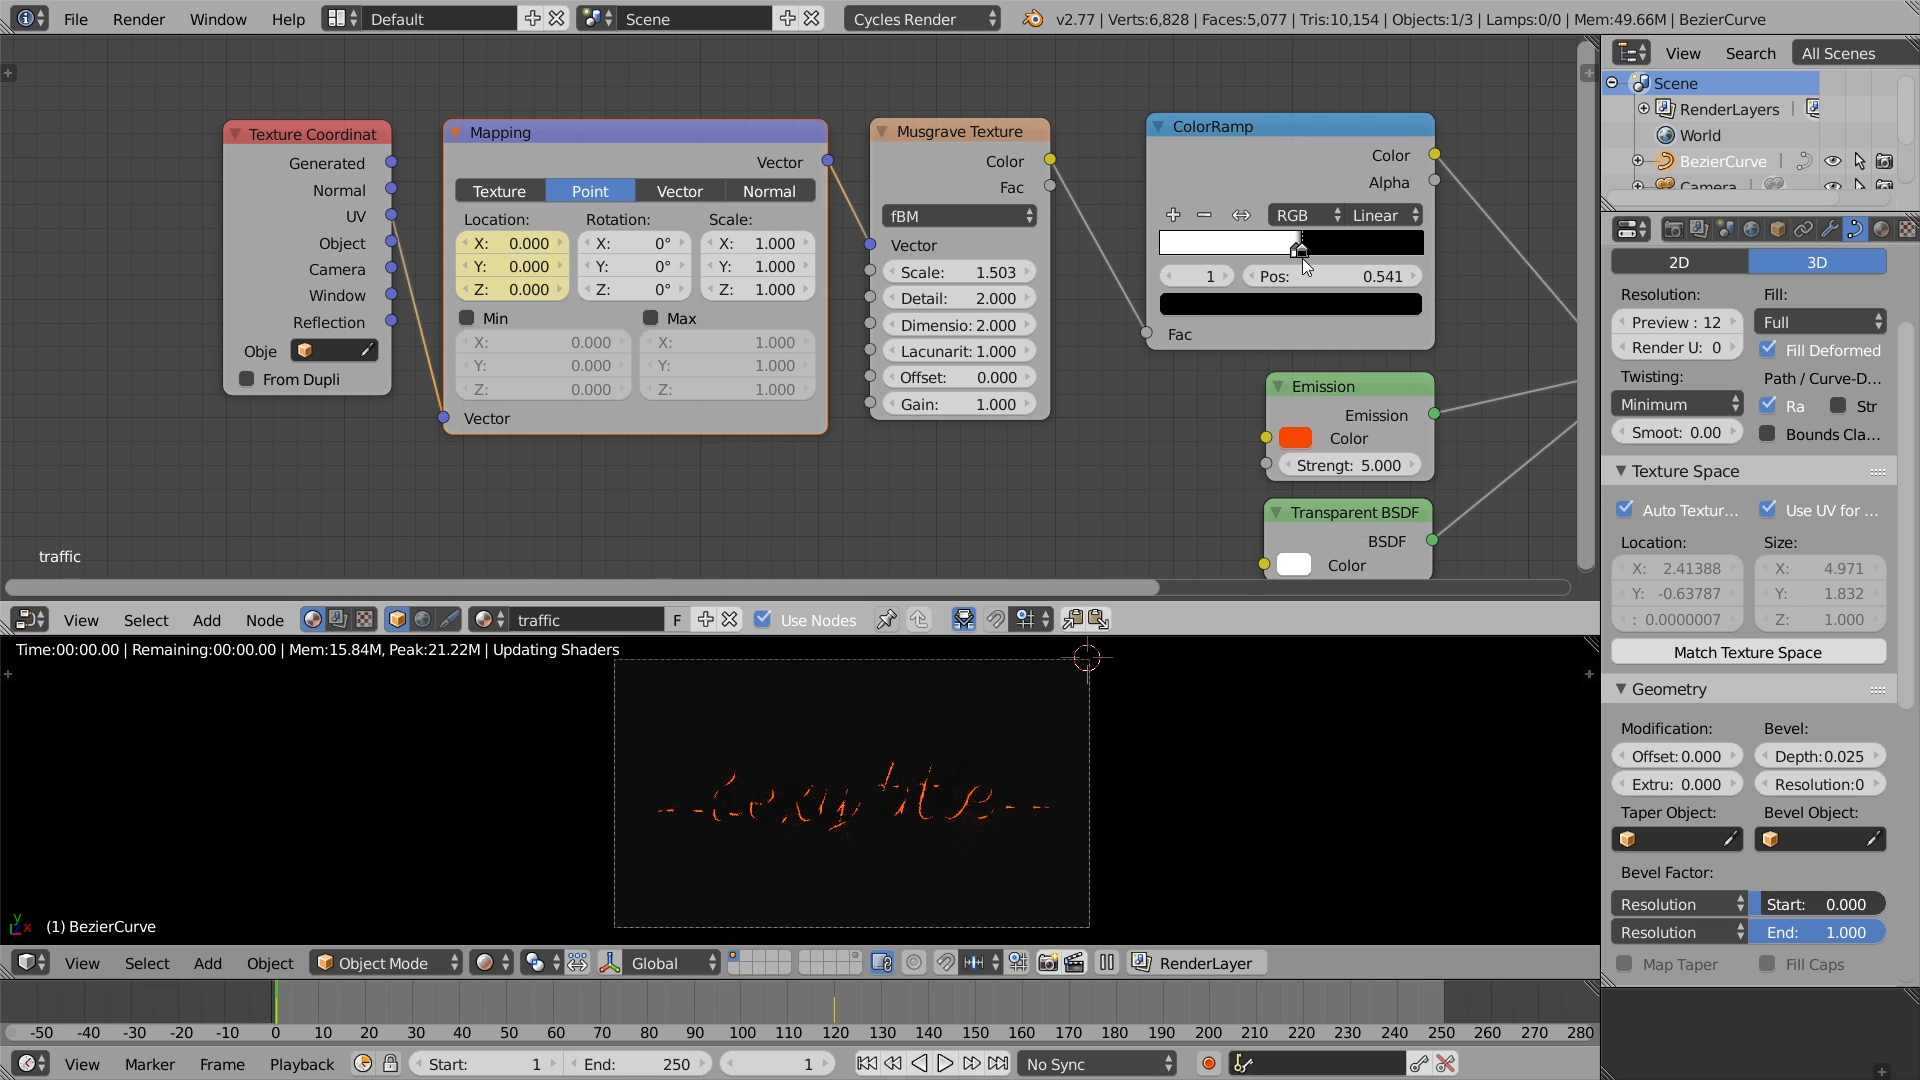 File Render Window Help Default Scene Cycles Render v2.77 | Verts:6,828 | Faces:5,077 | Tris:10,154 | Objects:1/3 | Lamps:0/0 | Mem:49.66M | BezierCurve
View Search All Scenes
Scene
RenderLayers
World
BezierCurve
Camera
Texture Coordinat
Generated
Normal
UV
Object
Camera
Window
Reflection
Obje
From Dupli
Mapping
Vector
Texture Point Vector Normal
Location: Rotation: Scale:
X: 0.000 X: 0° X: 1.000
Y: 0.000 Y: 0° Y: 1.000
Z: 0.000 Z: 0° Z: 1.000
Min Max
X: 0.000 X: 1.000
Y: 0.000 Y: 1.000
Z: 0.000 Z: 1.000
Vector
Musgrave Texture
Color
Fac
fBM
Vector
Scale: 1.503
Detail: 2.000
Dimensio: 2.000
Lacunarit: 1.000
Offset: 0.000
Gain: 1.000
ColorRamp
Color
Alpha
RGB Linear
1 Pos: 0.541
Fac
Emission
Emission
Color
Strengt: 5.000
Transparent BSDF
BSDF
Color
traffic
2D 3D
Resolution: Fill:
Preview : 12 Full
Render U: 0 Fill Deformed
Twisting: Path / Curve-D...
Minimum Ra Str
Smoot: 0.00 Bounds Cla...
Texture Space
Auto Textur... Use UV for ...
Location: Size:
X: 2.41388 X: 4.971
Y: -0.63787 Y: 1.832
: 0.0000007 Z: 1.000
Match Texture Space
Geometry
Modification: Bevel:
Offset: 0.000 Depth: 0.025
Extru: 0.000 Resolution: 0
Taper Object: Bevel Object:
Bevel Factor:
Resolution Start: 0.000
Resolution End: 1.000
Map Taper Fill Caps
View Select Add Node traffic F Use Nodes
Time:00:00.00 | Remaining:00:00.00 | Mem:15.84M, Peak:21.22M | Updating Shaders
y
x
(1) BezierCurve
View Select Add Object Object Mode Global RenderLayer
-50 -40 -30 -20 -10 0 10 20 30 40 50 60 70 80 90 100 110 120 130 140 150 160 170 180 190 200 210 220 230 240 250 260 270 280
View Marker Frame Playback Start: 1 End: 250 1 No Sync